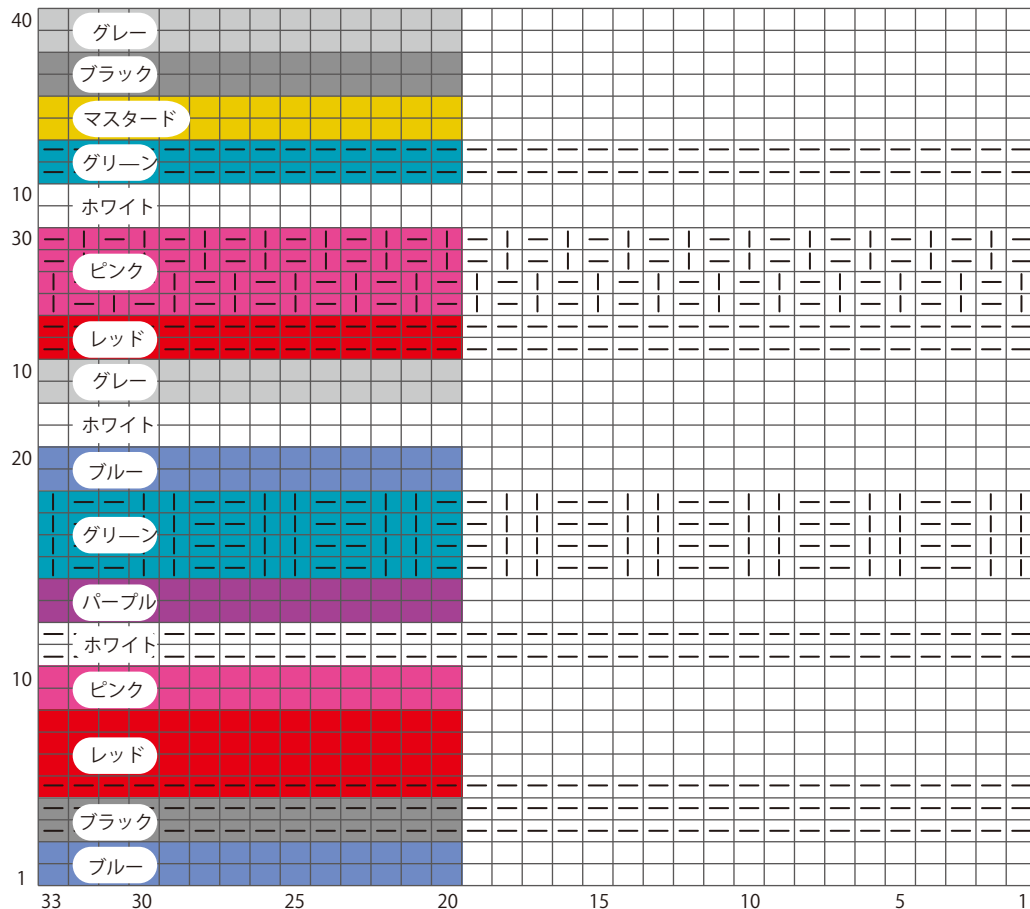 40
グレー
ブラック
マスタード
グリーン
10
ホワイト
30
ピンク
レッド
10
グレー
ホワイト
20
ブルー
グリーン
パープル
ホワイト
10
ピンク
レッド
ブラック
ブルー
1
33 30 25 20 15 10 5 1